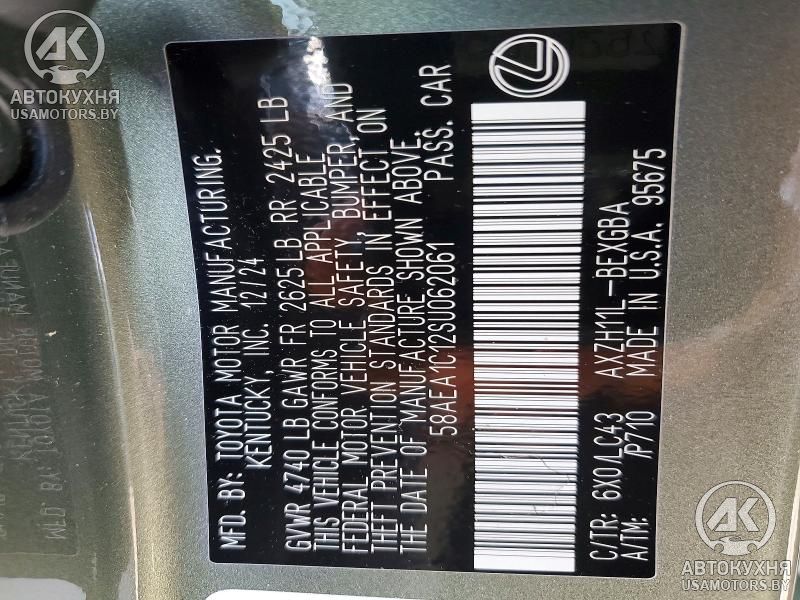 AK
АВТОКУХНЯ
USAMOTORS.BY
MFD. BY: TOYOTA MOTOR MANUFACTURING.
KENTUCKY, INC. 12/24
GVWR 4740 LB GAWR FR 2625 LB RR 2425 LB
THIS VEHICLE CONFORMS TO ALL APPLICABLE
FEDERAL MOTOR VEHICLE SAFETY, BUMPER, AND
THEFT PREVENTION STANDARDS IN EFFECT ON
THE DATE OF MANUFACTURE SHOWN ABOVE.
58AEA1C12SU062061 PASS. CAR
C/TR: 6X0/LC43 AXZH11L-BEXGBA
A/TM: /P710 MADE IN U.S.A. 95675
AK
АВТОКУХНЯ
USAMOTORS.BY